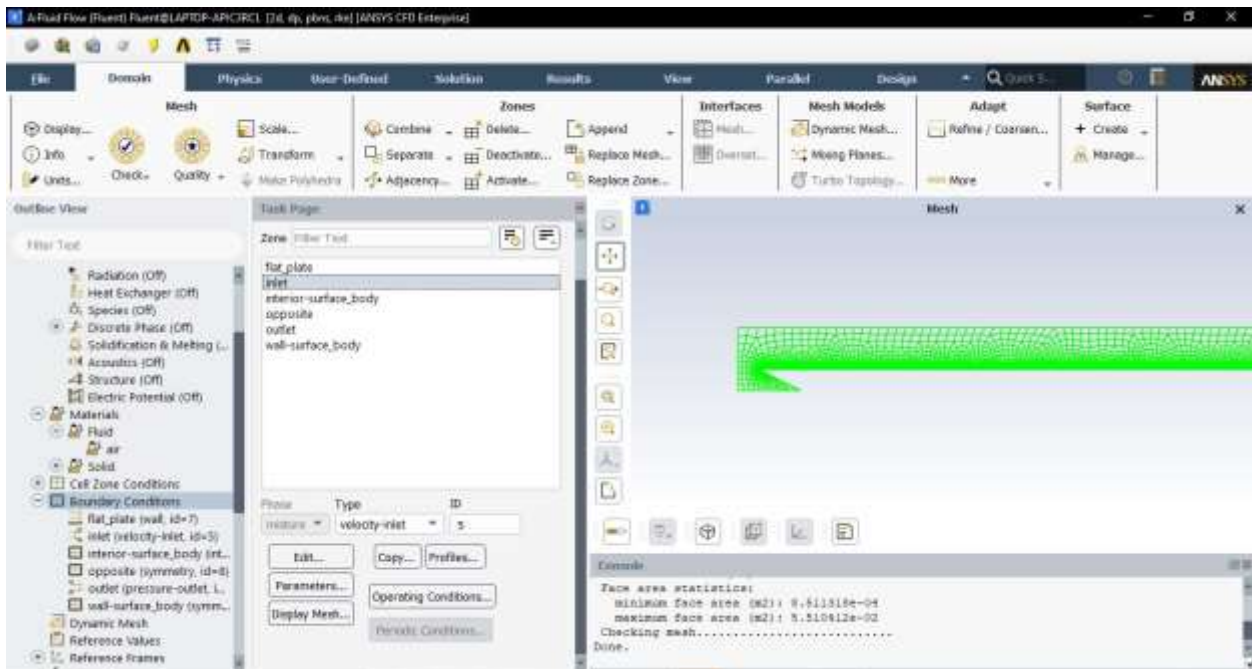 A:Fluid Flow (Fluent) Fluent@LAPTOP-APIC3RCL [2d, dp, pbns, rke] [ANSYS CFD Enterprise]
File Domain Physics User-Defined Solution Results View Parallel Design
ANSYS
Mesh Zones Interfaces Mesh Models Adapt Surface
Display... Scale... Combine Delete... Append Mesh... Dynamic Mesh... Refine / Coarsen... + Create
Info Check Quality Transform Separate Deactivate... Replace Mesh... Overset... Mixing Planes... Manage...
Units... Make Polyhedra Adjacency... Activate... Replace Zone... Turbo Topology... More
Outline View
Filter Text
Radiation (Off)
Heat Exchanger (Off)
Species (Off)
Discrete Phase (Off)
Solidification & Melting (...
Acoustics (Off)
Structure (Off)
Electric Potential (Off)
Materials
Fluid
air
Solid
Cell Zone Conditions
Boundary Conditions
flat_plate (wall, id=7)
inlet (velocity-inlet, id=5)
interior-surface_body (int...
opposite (symmetry, id=8)
outlet (pressure-outlet, i...
wall-surface_body (symm...
Dynamic Mesh
Reference Values
Reference Frames
Task Page
Zone Filter Text
flat_plate
inlet
interior-surface_body
opposite
outlet
wall-surface_body
Phase Type ID
mixture velocity-inlet 5
Edit... Copy... Profiles...
Parameters... Operating Conditions...
Display Mesh... Periodic Conditions...
Mesh
Console
Face area statistics:
minimum face area (m2):
maximum face area (m2):
Checking mesh............................
Done.